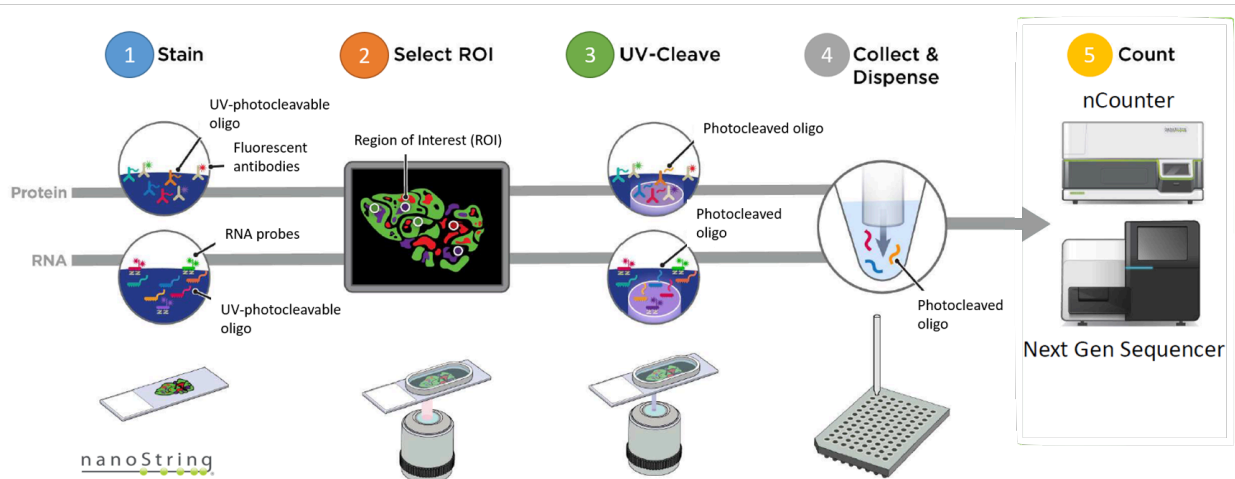 1 Stain
2 Select ROI
3 UV-Cleave
4 Collect &
Dispense
5 Count
UV-photocleavable
oligo
Fluorescent
antibodies
Region of Interest (ROI)
Photocleaved oligo
nCounter
Protein
Photocleaved
oligo
RNA probes
RNA
UV-photocleavable
oligo
Photocleaved
oligo
Next Gen Sequencer
nanoString